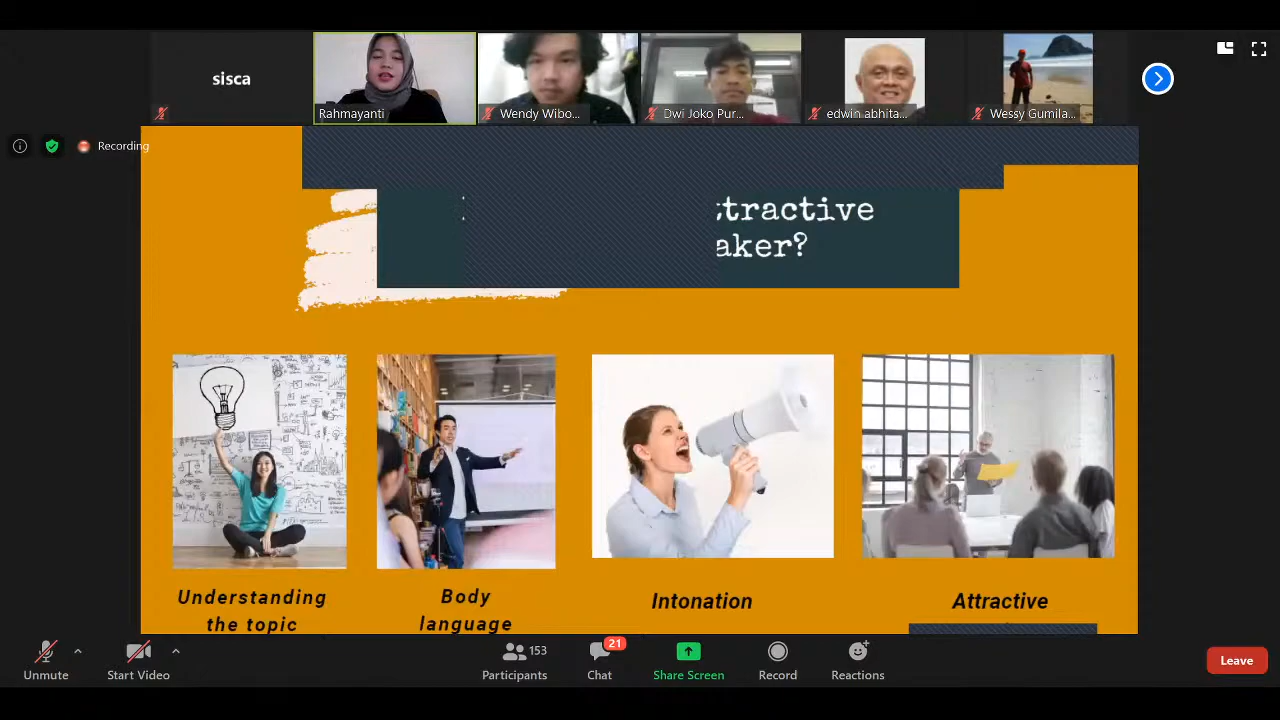 sisca
Rahmayanti
Wendy Wibo...
Dwi Joko Pur...
edwin abhita...
Wessy Gumila...
Recording
tractive
aker?
Understanding
the topic
Body
language
Intonation
Attractive
Unmute
Start Video
153
Participants
21
Chat
Share Screen
Record
Reactions
Leave